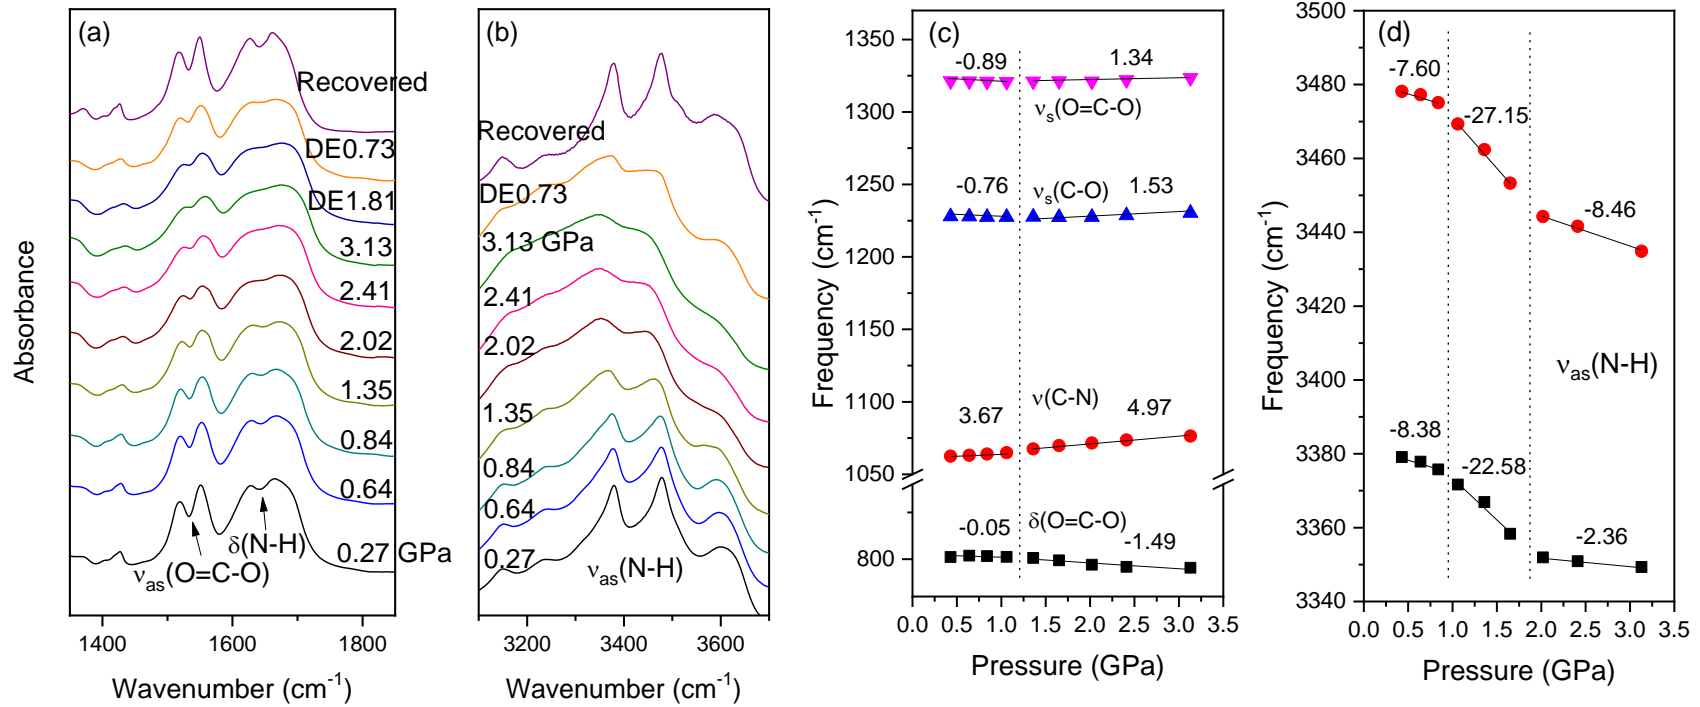 (a)
Recovered
DE0.73
DE1.81
3.13
2.41
2.02
1.35
0.84
0.64
0.27 GPa
δ(N-H)
νas(O=C-O)
Absorbance
1400 1600 1800
Wavenumber (cm-1)
(b)
Recovered
DE0.73
3.13 GPa
2.41
2.02
1.35
0.84
0.64
0.27
νas(N-H)
3200 3400 3600
Wavenumber (cm-1)
(c)
-0.89 1.34
νs(O=C-O)
-0.76 νs(C-O) 1.53
3.67 ν(C-N) 4.97
-0.05 δ(O=C-O) -1.49
1350
1300
1250
1200
1100
1050
800
Frequency (cm-1)
0.0 0.5 1.0 1.5 2.0 2.5 3.0 3.5
Pressure (GPa)
(d)
-7.60
-27.15
-8.46
νas(N-H)
-8.38
-22.58
-2.36
3500
3480
3460
3440
3420
3400
3380
3360
3340
Frequency (cm-1)
0.0 0.5 1.0 1.5 2.0 2.5 3.0 3.5
Pressure (GPa)